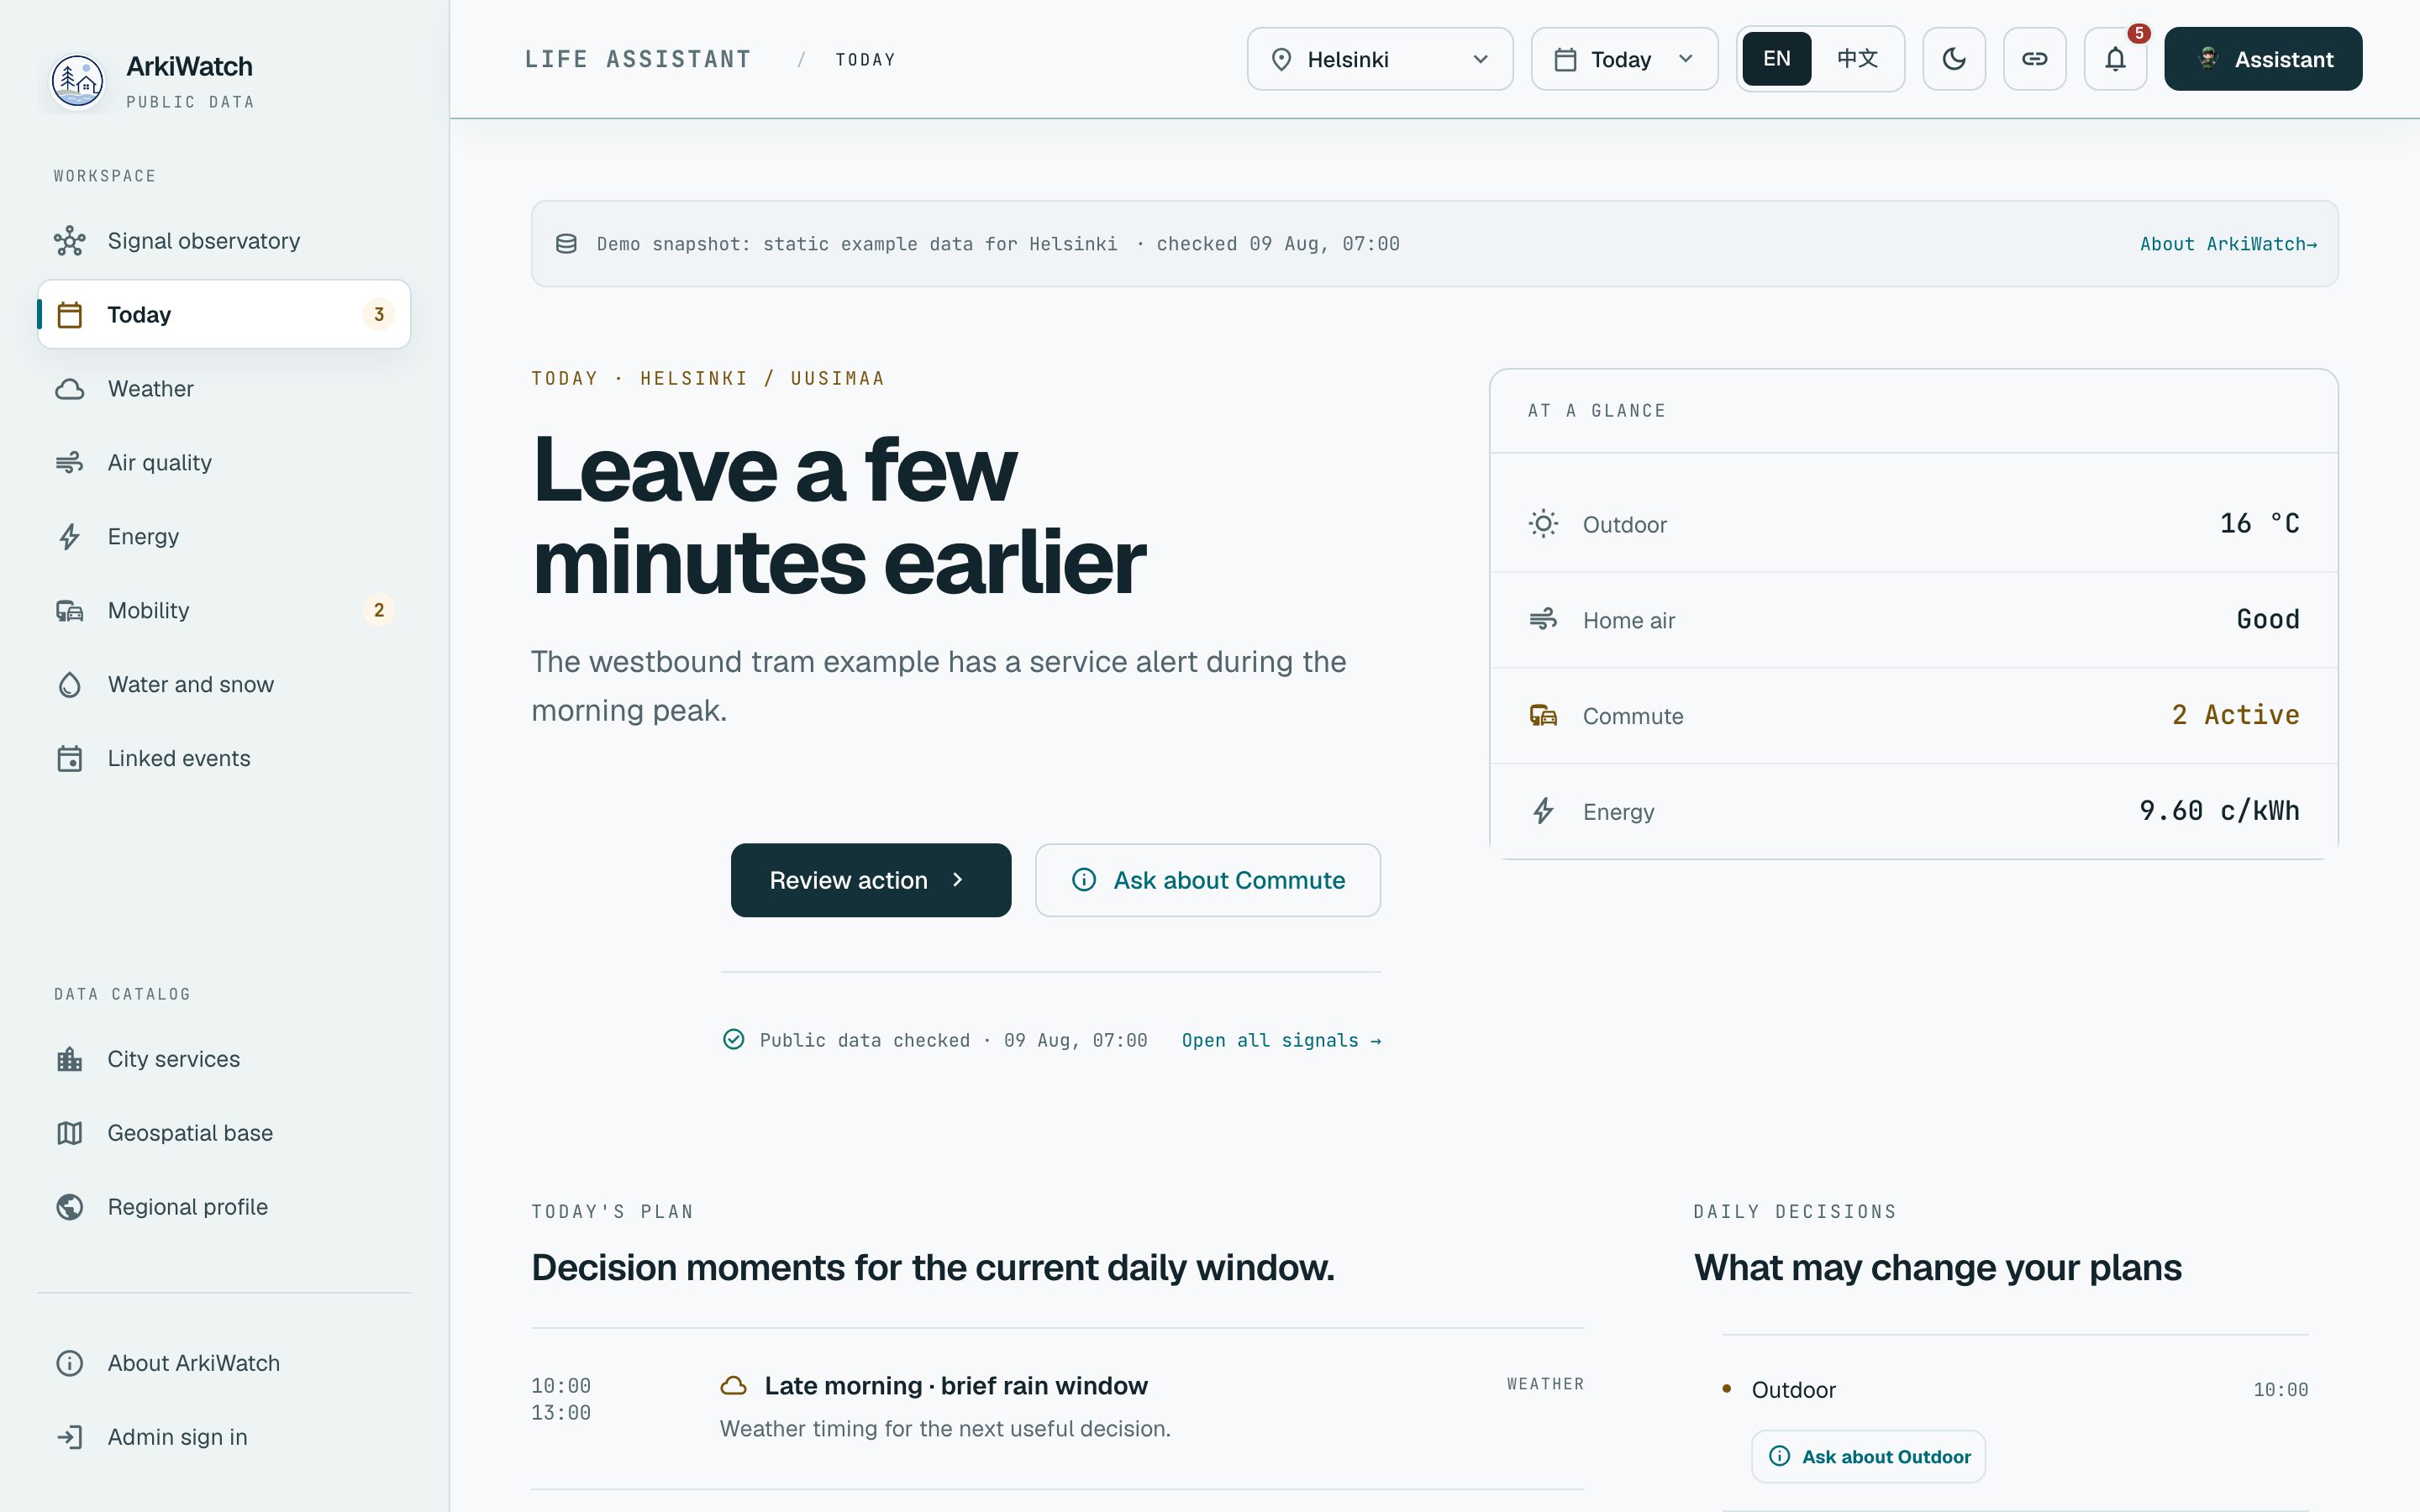 ArkiWatch
PUBLIC DATA
WORKSPACE
Signal observatory
Today 3
Weather
Air quality
Energy
Mobility 2
Water and snow
Linked events
DATA CATALOG
City services
Geospatial base
Regional profile
About ArkiWatch
Admin sign in
LIFE ASSISTANT / TODAY
Helsinki
Today
EN 中文
5
Assistant
Demo snapshot: static example data for Helsinki · checked 09 Aug, 07:00
About ArkiWatch→
TODAY · HELSINKI / UUSIMAA
Leave a few
minutes earlier
The westbound tram example has a service alert during the
morning peak.
Review action
Ask about Commute
Public data checked · 09 Aug, 07:00
Open all signals →
AT A GLANCE
Outdoor 16 °C
Home air Good
Commute 2 Active
Energy 9.60 c/kWh
TODAY'S PLAN
Decision moments for the current daily window.
10:00
13:00
Late morning · brief rain window
WEATHER
Weather timing for the next useful decision.
DAILY DECISIONS
What may change your plans
Outdoor 10:00
Ask about Outdoor